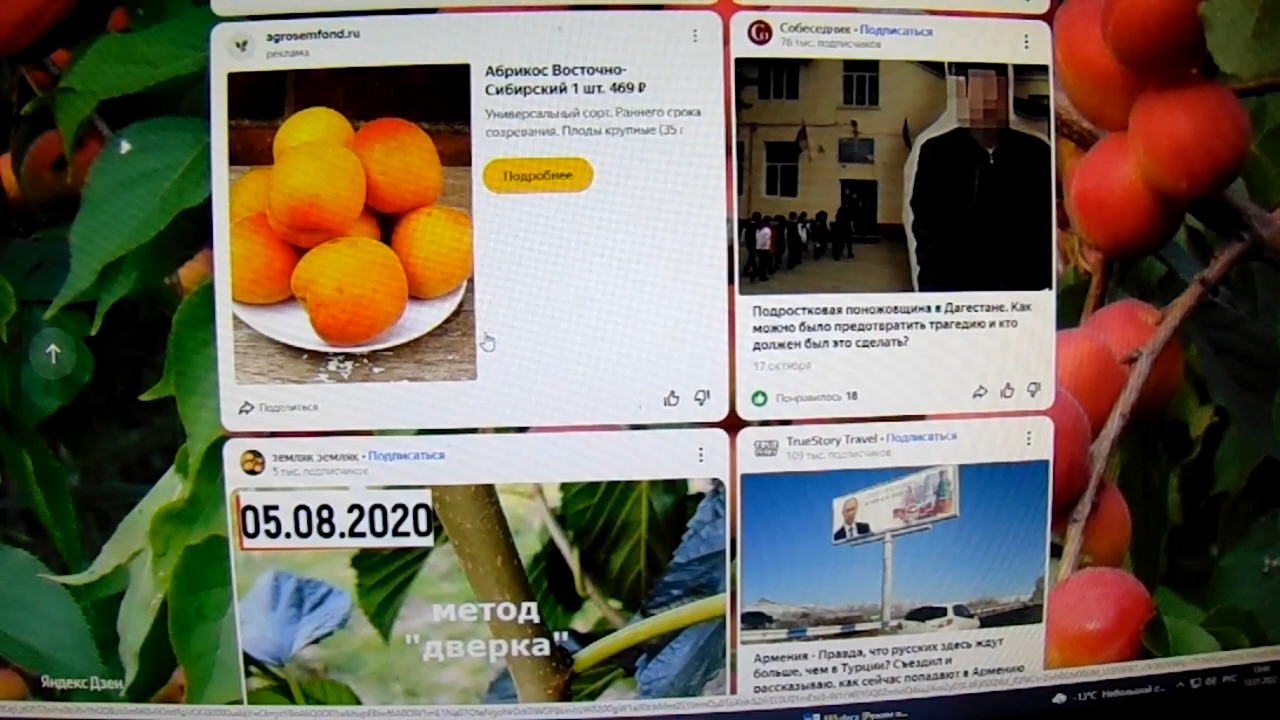 agrosemfond.ru
реклама
Абрикос Восточно-
Сибирский 1 шт. 469 ₽
Универсальный сорт. Раннего срока
созревания. Плоды крупные (35 г
Подробнее
Поделиться
Собеседник • Подписаться
76 тыс. подписчиков
Подростковая поножовщина в Дагестане. Как
можно было предотвратить трагедию и кто
должен был это сделать?
17 октября
Понравилось 18
земляк земляк • Подписаться
5 тыс. подписчиков
05.08.2020
метод
"дверка"
TrueStory Travel • Подписаться
109 тыс. подписчиков
Армения - Правда, что русских здесь ждут
больше, чем в Турции? Съездил и
рассказываю, как сейчас попадают в Армению
Яндекс Дзен
-13°C Небольшой с...
РУС